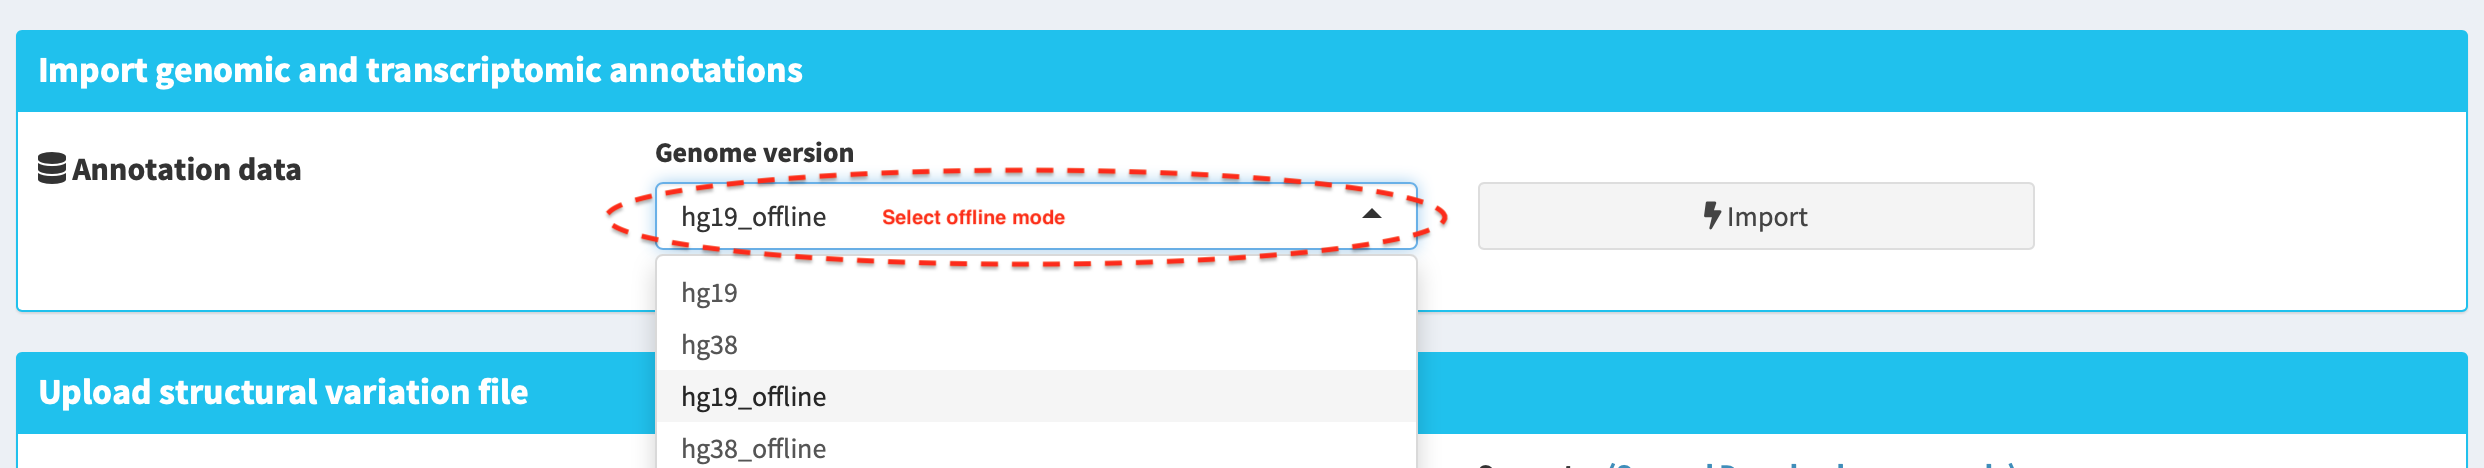 Import genomic and transcriptomic annotations
Annotation data
Genome version
hg19_offline Select offline mode
Import
hg19
hg38
Upload structural variation file
hg19_offline
hg38_offline